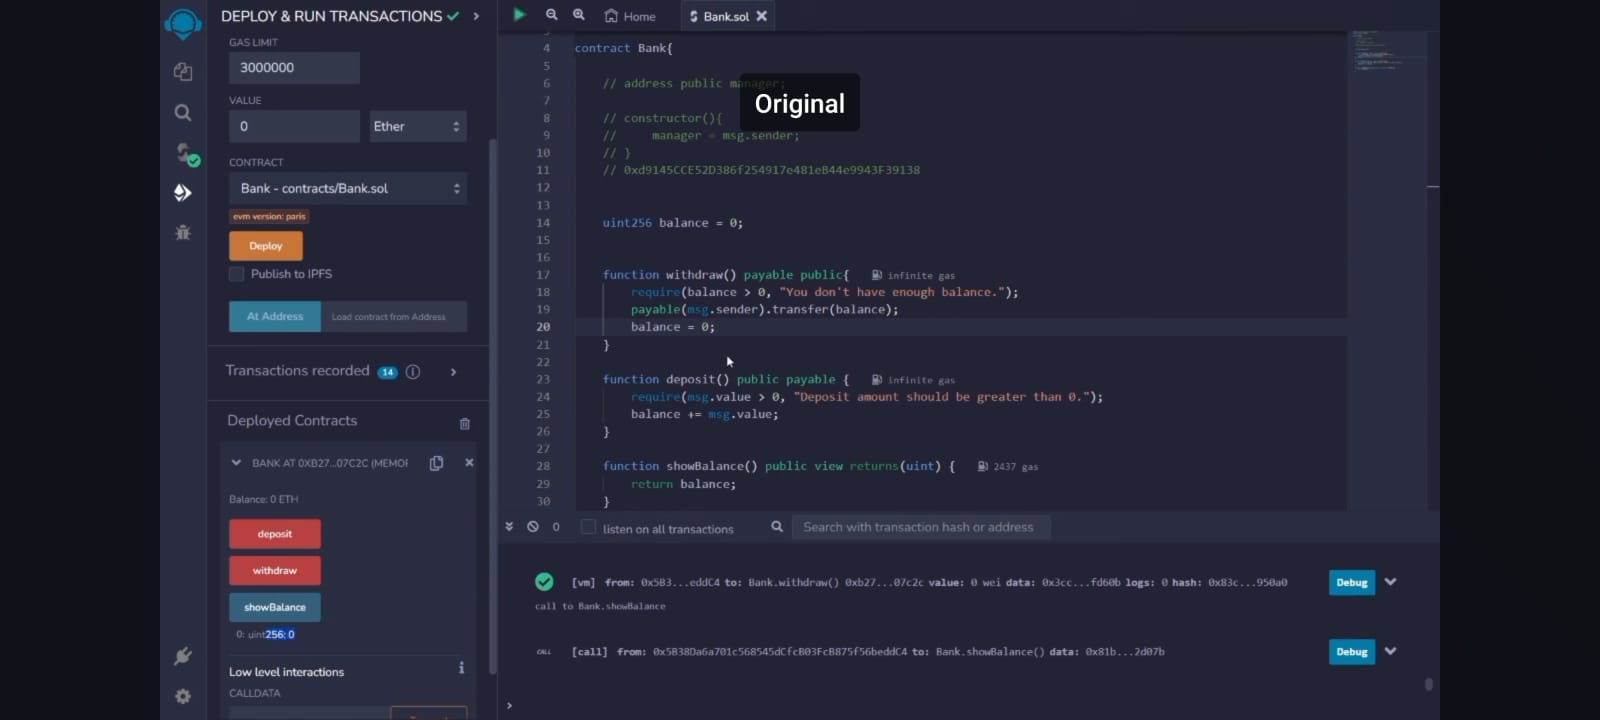 DEPLOY & RUN TRANSACTIONS
GAS LIMIT
3000000
VALUE
0
Ether
CONTRACT
Bank - contracts/Bank.sol
evm version: paris
Deploy
Publish to IPFS
At Address
Load contract from Address
Transactions recorded 14
Deployed Contracts
BANK AT 0XB27...07C2C (MEMOR
Balance: 0 ETH
deposit
withdraw
showBalance
0: uint256: 0
Low level interactions
CALLDATA
Home
Bank.sol
Original
4 contract Bank{
5
6 // address public manager;
7
8 // constructor(){
9 // manager = msg.sender;
10 // }
11 // 0xd9145CCE52D386f254917e481eB44e9943F39138
12
13
14 uint256 balance = 0;
15
16
17 function withdraw() payable public{ infinite gas
18 require(balance > 0, "You don't have enough balance.");
19 payable(msg.sender).transfer(balance);
20 balance = 0;
21 }
22
23 function deposit() public payable { infinite gas
24 require(msg.value > 0, "Deposit amount should be greater than 0.");
25 balance += msg.value;
26 }
27
28 function showBalance() public view returns(uint) { 2437 gas
29 return balance;
30 }
0
listen on all transactions
Search with transaction hash or address
[vm] from: 0x5B3...eddC4 to: Bank.withdraw() 0xb27...07c2c value: 0 wei data: 0x3cc...fd60b logs: 0 hash: 0x83c...950a0
Debug
call to Bank.showBalance
CALL [call] from: 0x5B38Da6a701c568545dCfcB03FcB875f56beddC4 to: Bank.showBalance() data: 0x81b...2d07b
Debug
>